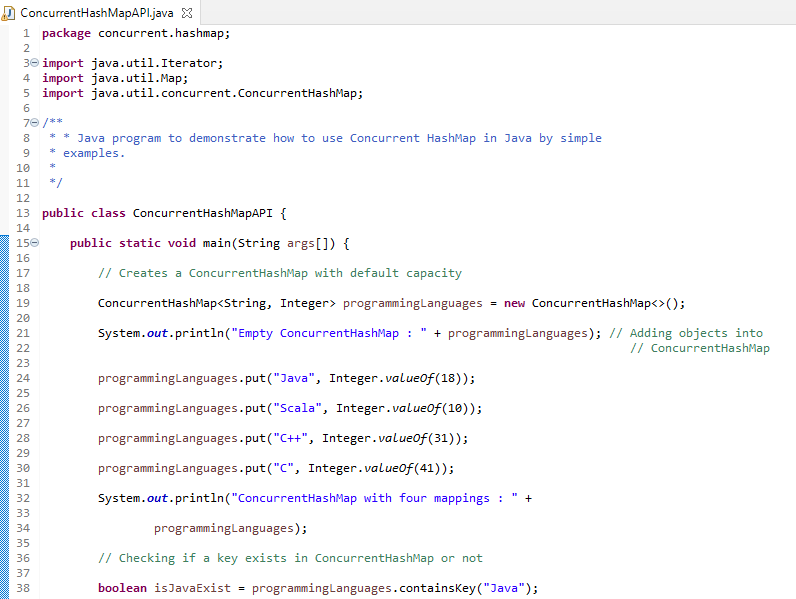 ConcurrentHashMapAPI.java
1 package concurrent.hashmap;
2
3 import java.util.Iterator;
4 import java.util.Map;
5 import java.util.concurrent.ConcurrentHashMap;
6
7 /**
8  * * Java program to demonstrate how to use Concurrent HashMap in Java by simple
9  * examples.
10  *
11  */
12
13 public class ConcurrentHashMapAPI {
14
15     public static void main(String args[]) {
16
17         // Creates a ConcurrentHashMap with default capacity
18
19         ConcurrentHashMap<String, Integer> programmingLanguages = new ConcurrentHashMap<>();
20
21         System.out.println("Empty ConcurrentHashMap : " + programmingLanguages); // Adding objects into
22                                                                                     // ConcurrentHashMap
23
24         programmingLanguages.put("Java", Integer.valueOf(18));
25
26         programmingLanguages.put("Scala", Integer.valueOf(10));
27
28         programmingLanguages.put("C++", Integer.valueOf(31));
29
30         programmingLanguages.put("C", Integer.valueOf(41));
31
32         System.out.println("ConcurrentHashMap with four mappings : " +
33
34                 programmingLanguages);
35
36         // Checking if a key exists in ConcurrentHashMap or not
37
38         boolean isJavaExist = programmingLanguages.containsKey("Java");